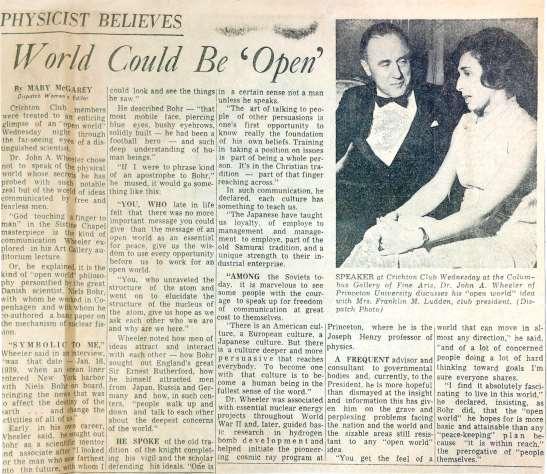 PHYSICIST BELIEVES
World Could Be ‘Open’
By MARY McGAREY
Dispatch Women's Editor
Crichton Club members
were treated to an enticing
glimpse of an "open world"
Wednesday night through
the far-seeing eyes of a dis-
tinguished scientist.
Dr. John A. Wheeler chose
not to speak of the physical
world whose secrets he has
probed with such notable
zeal but of the world of ideas
communicated by free and
fearless men.
"God touching a finger to
man" in the Sistine Chapel
masterpiece is the kind of
communication Wheeler ex-
plored in his Art Gallery au-
ditorium lecture.
Or, he explained, it is the
kind of "open world" philoso-
phy personified by the great
Danish scientist, Neils Bohr,
with whom he worked in Co-
penhagen and with whom he
co-authored a basic paper on
the mechanism of nuclear fis-
"SYMBOLIC TO ME,"
Wheeler said in an interview,
"was that date — Jan. 16,
1939, when an ocean liner
entered New York harbor
with Niels Bohr on board,
bringing the news that was
to affect the destiny of the
earth . . . and change the
activities of all of us."
Early in his own career,
Wheeler said, he sought out
Bohr as a scientific mentor
and associate after "I looked
for the man who saw farthest
into the future, with whom I
could look and see the things
he saw."
He described Bohr — "that
most mobile face, piercing
blue eyes, bushy eyebrows,
solidly built — he had been a
football hero — and such
deep understanding of hu-
man beings."
"If I were to phrase kind
of an apostrophe to Bohr,"
he mused, it would go some-
thing like this:
"YOU, WHO late in life
felt that there was no more
important message you could
give than the message of an
open world as an essential
for peace, give us the wis-
dom to use every opportunity
before us to work for an
open world.
"You, who unraveled the
structure of the atom and
went on to elucidate the
structure of the nucleus of
the atom, give us hope as we
ask each other who we are
and why we are here."
Wheeler noted how men of
ideas attract and interact
with each other — how Bohr
sought out England's great
Sir Ernest Rutherford, how
he himself attracted men
from Japan, Russia and Ger-
many and how, in such cen-
ters, "people walk up and
down and talk to each other
about the deepest concerns
of the world."
HE SPOKE of the old tra-
dition of the knight complet-
ing his vigil and the scholar
defending his ideals. "One is
in a certain sense not a man
unless he speaks.
"The art of talking to peo-
ple of other persuasions is
one's first opportunity to
know really the foundation
of his own beliefs. Training
in taking a position on issues
is part of being a whole per-
son. It's in the Christian tra-
dition — part of that finger
reaching across."
In such communication, he
declared, each culture has
something to teach us.
"The Japanese have taught
us loyalty, of employe to
management and manage-
ment to employe, part of the
old Samurai tradition, and a
unique strength to their in-
dustrial enterprise.
"AMONG the Soviets to-
day, it is marvelous to see
some people with the cour-
age to speak up for freedom
of communication at great
cost to themselves.
"There is an American cul-
ture, a European culture, a
Japanese culture. But there
is a culture deeper and more
persuasive that reaches
everybody. To become one
with that culture is to be-
come a human being in the
fullest sense of the word."
Dr. Wheeler was associated
with essential nuclear energy
projects throughout World
War II and, later, guided ba-
sic research in hydrogen
bomb development and
helped initiate the pioneer-
ing cosmic ray program at
SPEAKER at Crichton Club Wednesday at the Colum-
bus Gallery of Fine Arts, Dr. John A. Wheeler of
Princeton University discusses his "open world" ideas
with Mrs. Franklin M. Ludden, club president. (Dis-
patch Photo)
Princeton, where he is the
Joseph Henry professor of
physics.
A FREQUENT advisor and
consultant to governmental
bodies and, currently, to the
President, he is more hopeful
than dismayed at the insight
and information this has giv-
en him on the grave and
perplexing problems facing
the nation and the world and
the sizable areas still resis-
tant to any "open world"
idea
"You get the feel of a
world that can move in al-
most any direction," he said,
"and of a lot of concerned
people doing a lot of hard
thinking toward goals I'm
sure everyone shares.
"I find it absolutely fasci-
nating to live in this world,"
he declared, insisting, as
Bohr did, that the "open
world" he hopes for is more
basic and attainable than any
"peace-keeping" plan be-
cause "it is within reach,"
the prerogative of "people
themselves."